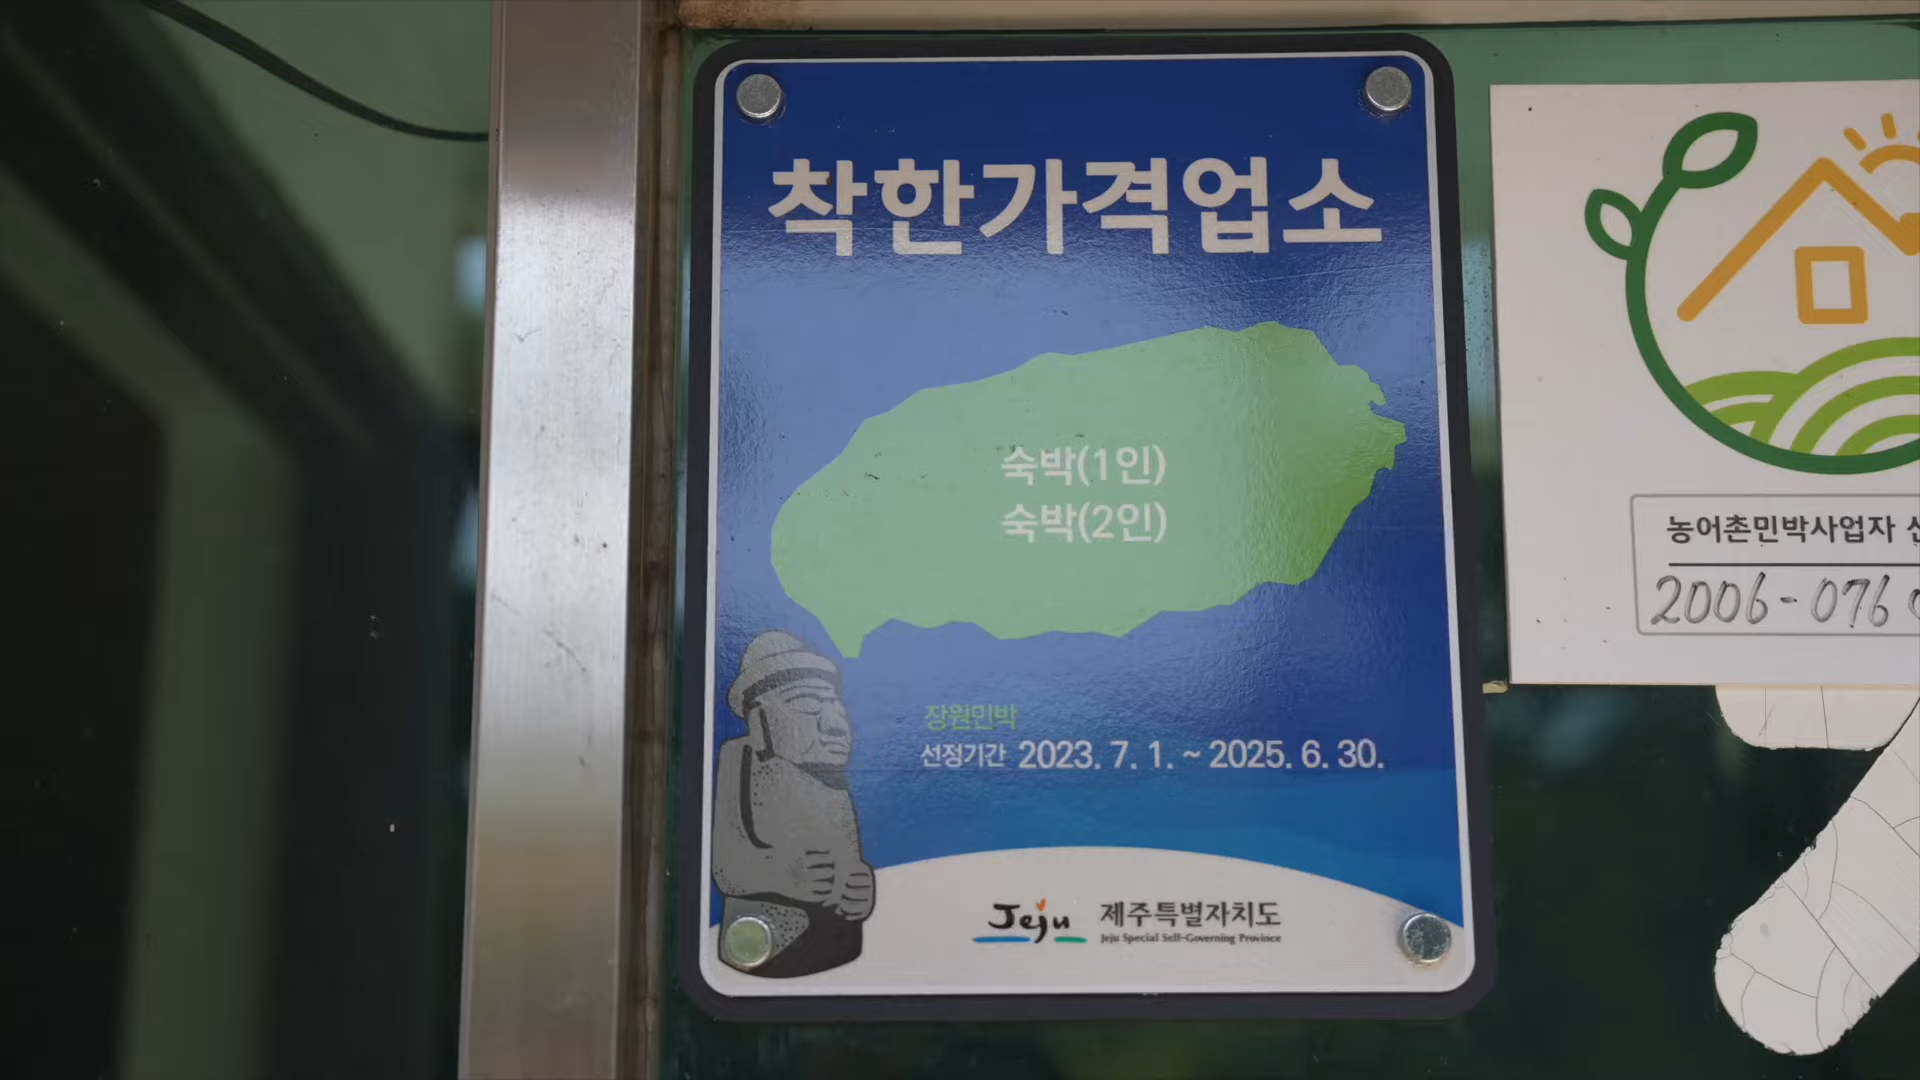 착한가격업소
숙박(1인)
숙박(2인)
장원민박
선정기간 2023. 7. 1. ~ 2025. 6. 30.
Jeju 제주특별자치도
Jeju Special Self-Governing Province
농어촌민박사업자
2006-076